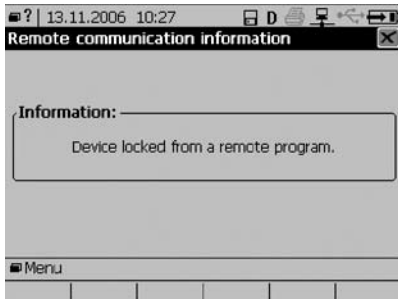 ? 13.11.2006 10:27 D
Remote communication information
Information:
Device locked from a remote program.
Menu